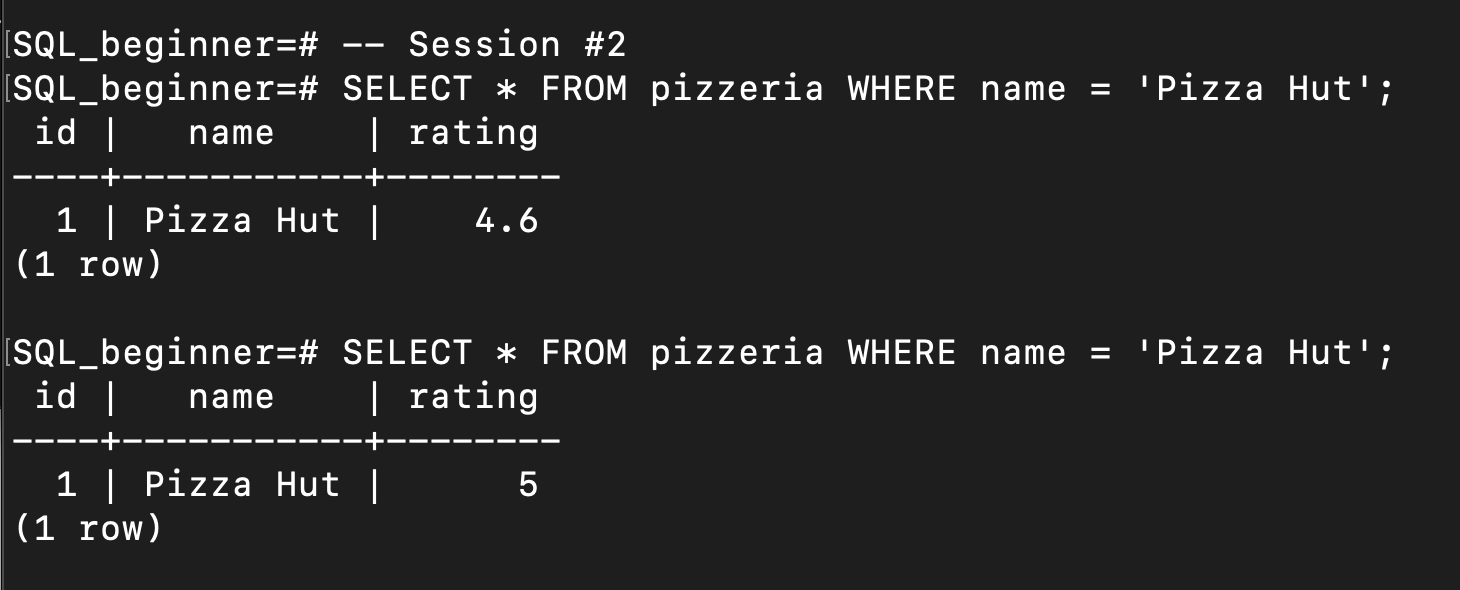 SQL_beginner=# -- Session #2
SQL_beginner=# SELECT * FROM pizzeria WHERE name = 'Pizza Hut';
 id |   name    | rating
----+-----------+--------
  1 | Pizza Hut |    4.6
(1 row)

SQL_beginner=# SELECT * FROM pizzeria WHERE name = 'Pizza Hut';
 id |   name    | rating
----+-----------+--------
  1 | Pizza Hut |      5
(1 row)